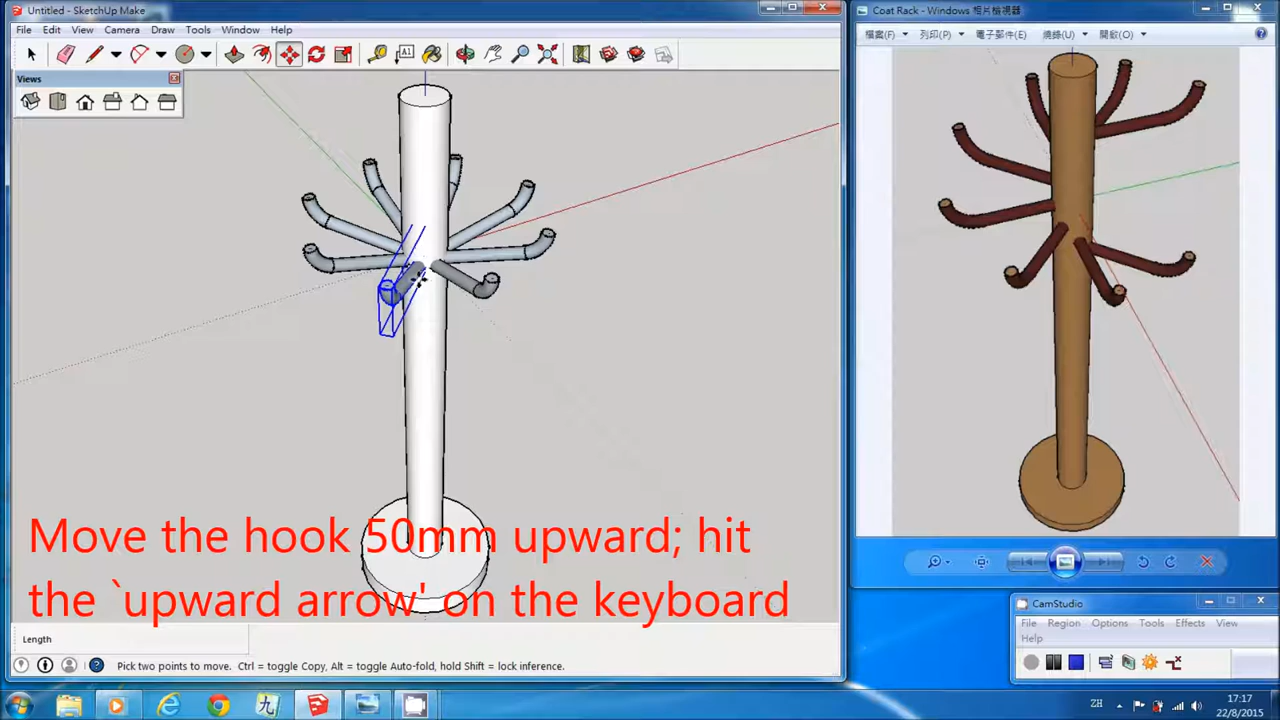 Untitled - SketchUp Make
File Edit View Camera Draw Tools Window Help
A1
Views
Move the hook 50mm upward; hit
the `upward arrow' on the keyboard
Length
Pick two points to move. Ctrl = toggle Copy, Alt = toggle Auto-fold, hold Shift = lock inference.
Coat Rack - Windows 相片檢視器
檔案(F) 列印(P) 電子郵件(E) 燒錄(U) 開啟(O)
CamStudio
File Region Options Tools Effects View
Help
九
ZH
17:17
22/8/2015